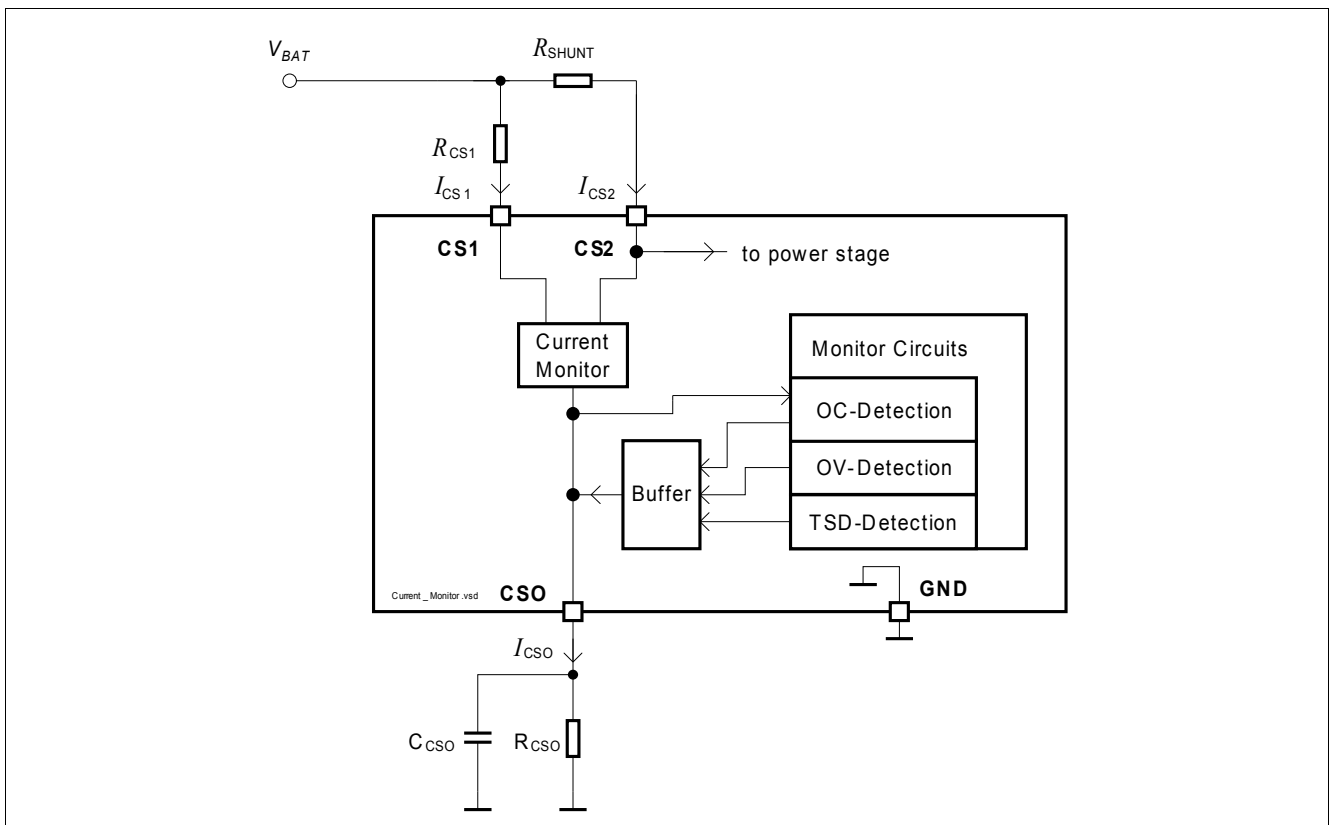 V_BAT
R_SHUNT
R_CS1
I_CS1
I_CS2
CS1
CS2
to power stage
Current
Monitor
Monitor Circuits
OC-Detection
OV-Detection
TSD-Detection
Buffer
Current_Monitor.vsd
CSO
GND
I_CSO
C_CSO
R_CSO